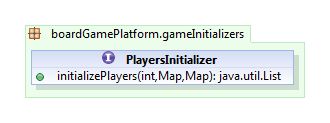 boardGamePlatform.gameInitializers
PlayersInitializer
initializePlayers(int,Map,Map): java.util.List